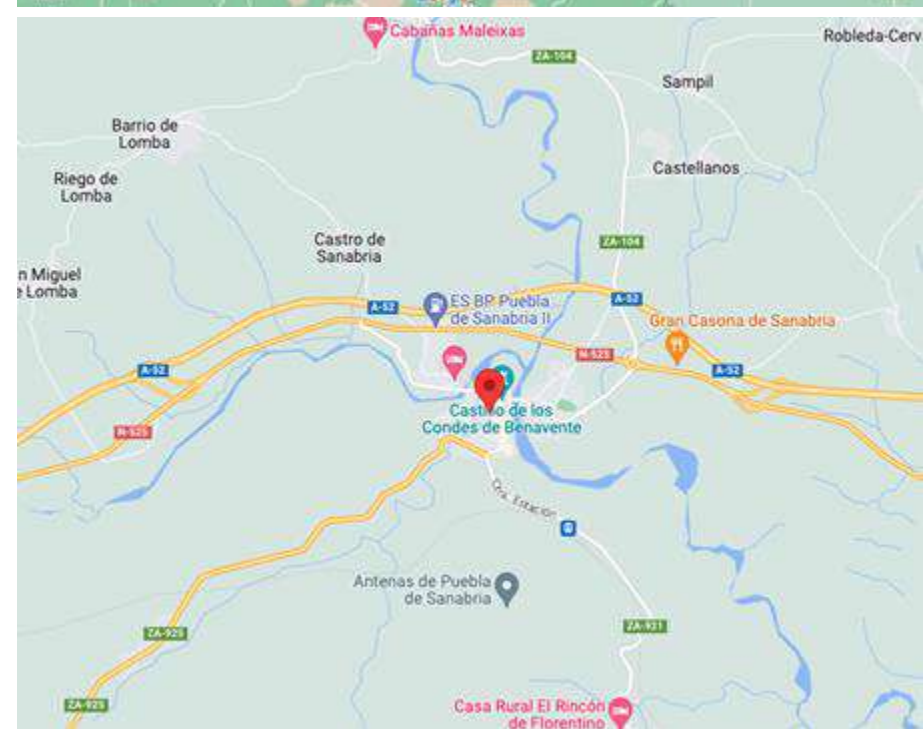 Cabañas Maleixas
Robleda-Cerv
ZA-104
Sampil
Barrio de
Lomba
Castellanos
Riego de
Lomba
Castro de
Sanabria
ZA-104
n Miguel
e Lomba
A-52
ES BP Puebla
de Sanabria II
A-52
Gran Casona de Sanabria
N-525
A-52
A-52
N-525
Castillo de los
Condes de Benavente
Ctra. Estación
Antenas de Puebla
de Sanabria
ZA-925
ZA-921
ZA-925
Casa Rural El Rincón
de Florentino